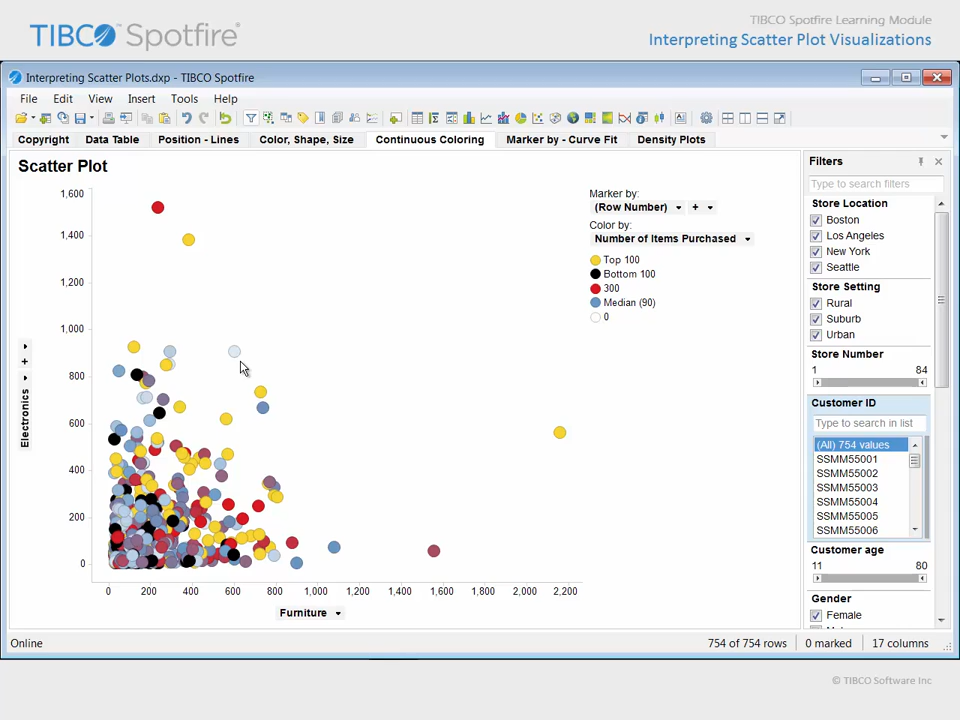 TIBCO Spotfire®
TIBCO Spotfire Learning Module
Interpreting Scatter Plot Visualizations
Interpreting Scatter Plots.dxp - TIBCO Spotfire
File Edit View Insert Tools Help
Copyright Data Table Position - Lines Color, Shape, Size Continuous Coloring Marker by - Curve Fit Density Plots
Scatter Plot
1,600
1,400
1,200
1,000
800
600
400
200
0
Electronics
0 200 400 600 800 1,000 1,200 1,400 1,600 1,800 2,000 2,200
Furniture
Marker by:
(Row Number) +
Color by:
Number of Items Purchased
Top 100
Bottom 100
300
Median (90)
0
Filters
Type to search filters
Store Location
Boston
Los Angeles
New York
Seattle
Store Setting
Rural
Suburb
Urban
Store Number
1 84
Customer ID
Type to search in list
(All) 754 values
SSMM55001
SSMM55002
SSMM55003
SSMM55004
SSMM55005
SSMM55006
Customer age
11 80
Gender
Female
Online
754 of 754 rows 0 marked 17 columns
© TIBCO Software Inc